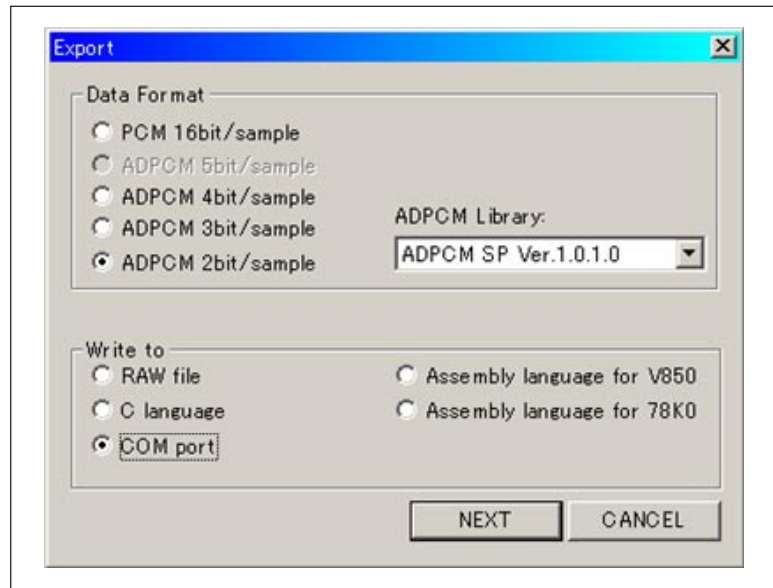 Export
Data Format
PCM 16bit/sample
ADPCM 5bit/sample
ADPCM 4bit/sample
ADPCM 3bit/sample
ADPCM 2bit/sample
ADPCM Library:
ADPCM SP Ver.1.0.1.0
Write to
RAW file
C language
COM port
Assembly language for V850
Assembly language for 78K0
NEXT
CANCEL